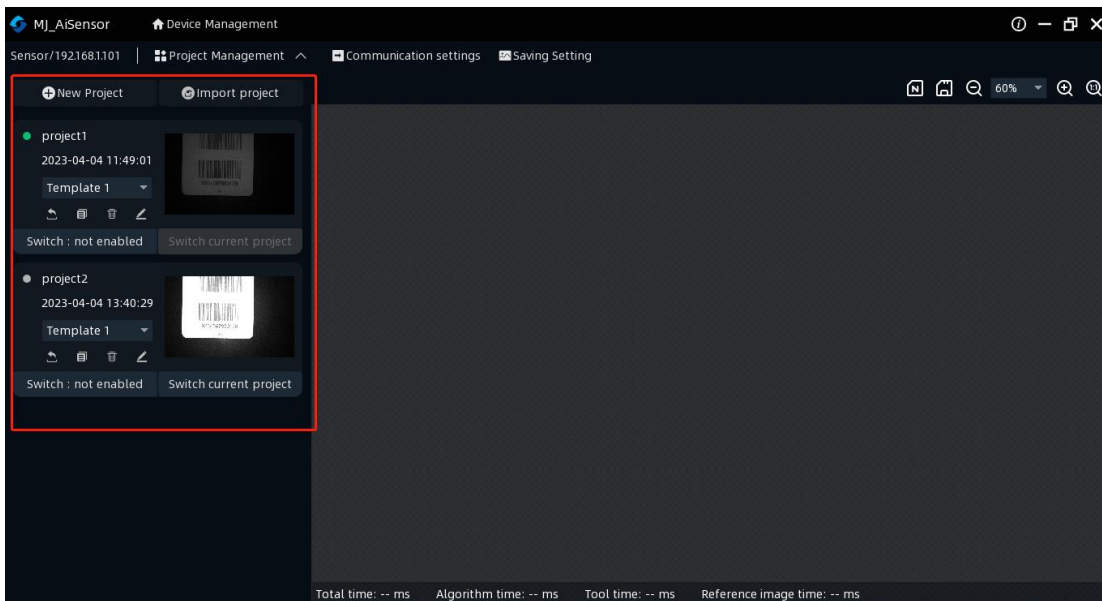 MJ_AiSensor Device Management
Sensor/192.168.1.101 Project Management Communication settings Saving Setting
New Project Import project
60%
project1
2023-04-04 11:49:01
Template 1
Switch : not enabled Switch current project
project2
2023-04-04 13:40:29
Template 1
Switch : not enabled Switch current project
Total time: -- ms Algorithm time: -- ms Tool time: -- ms Reference image time: -- ms